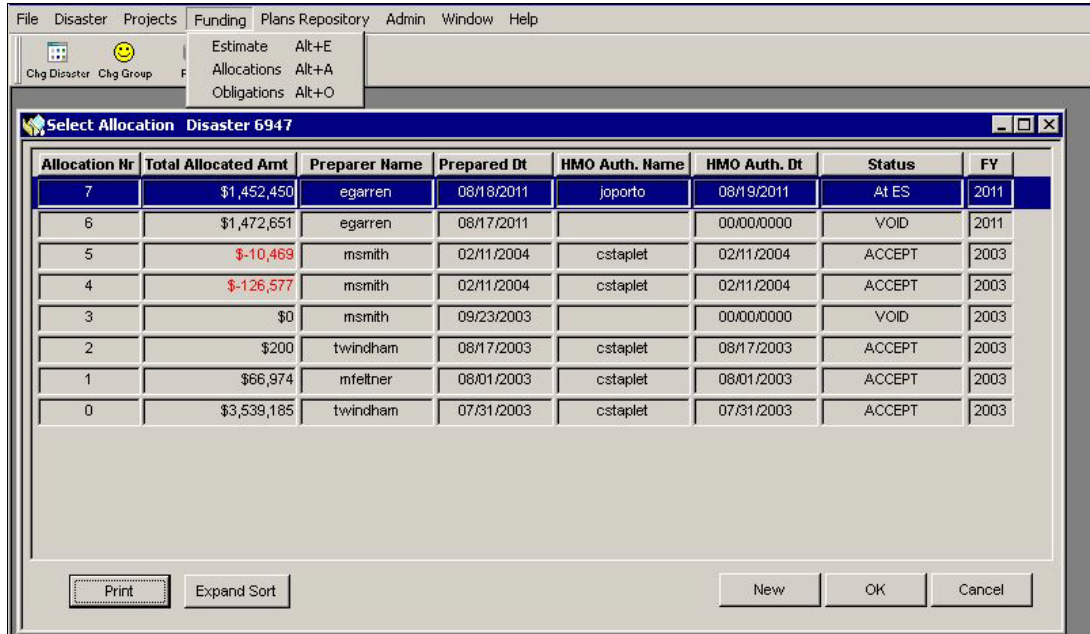 File Disaster Projects Funding Plans Repository Admin Window Help
Chg Disaster Chg Group
Estimate Alt+E
Allocations Alt+A
Obligations Alt+O
Select Allocation Disaster 6947
Allocation Nr Total Allocated Amt Preparer Name Prepared Dt HMO Auth. Name HMO Auth. Dt Status FY
7 $1,452,450 egarren 08/18/2011 joporto 08/19/2011 At ES 2011
6 $1,472,651 egarren 08/17/2011 00/00/0000 VOID 2011
5 $-10,469 msmith 02/11/2004 cstaplet 02/11/2004 ACCEPT 2003
4 $-126,577 msmith 02/11/2004 cstaplet 02/11/2004 ACCEPT 2003
3 $0 msmith 09/23/2003 00/00/0000 VOID 2003
2 $200 twindham 08/17/2003 cstaplet 08/17/2003 ACCEPT 2003
1 $66,974 mfeltner 08/01/2003 cstaplet 08/01/2003 ACCEPT 2003
0 $3,539,185 twindham 07/31/2003 cstaplet 07/31/2003 ACCEPT 2003
Print Expand Sort New OK Cancel